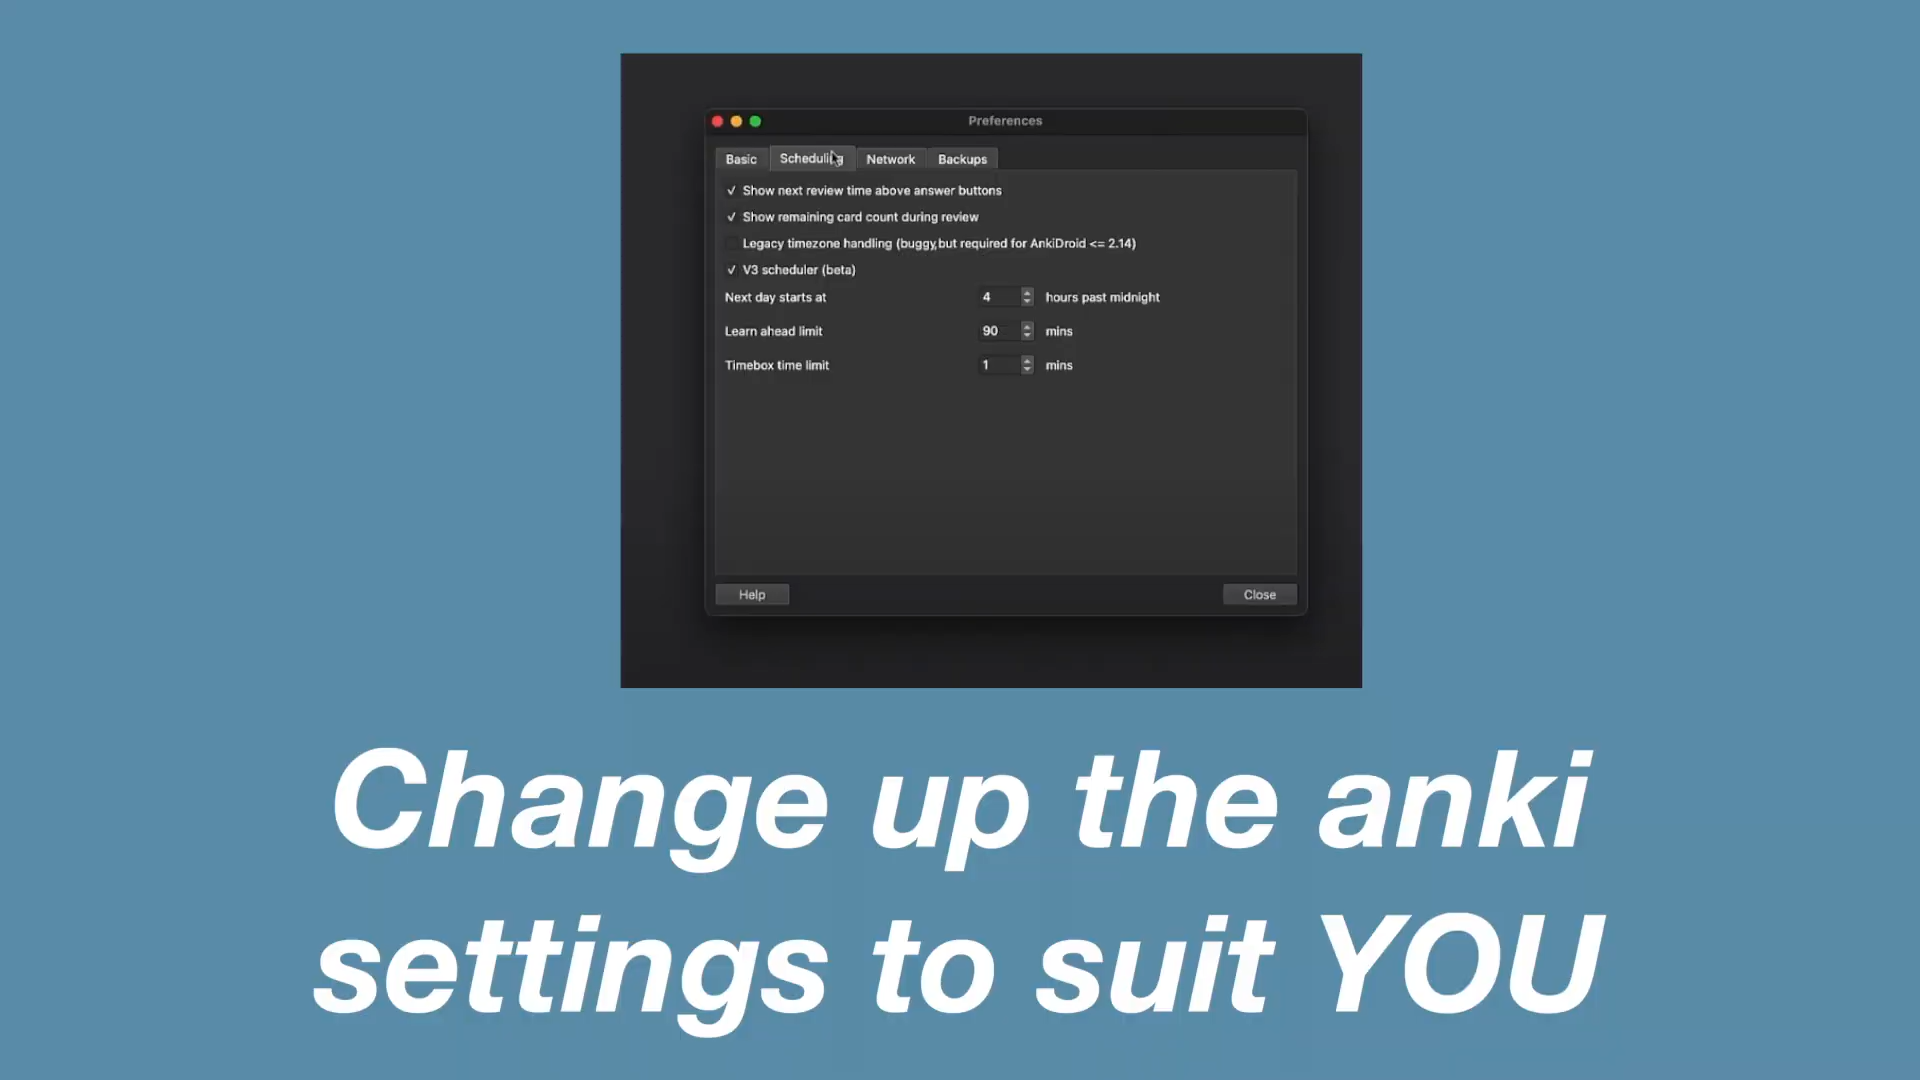 Preferences
Basic Scheduling Network Backups
Show next review time above answer buttons
Show remaining card count during review
Legacy timezone handling (buggy,but required for AnkiDroid <= 2.14)
V3 scheduler (beta)
Next day starts at 4 hours past midnight
Learn ahead limit 90 mins
Timebox time limit 1 mins
Help Close
Change up the anki
settings to suit YOU